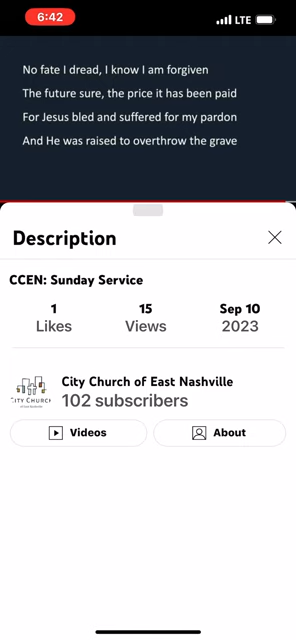 6:42
LTE
No fate I dread, I know I am forgiven
The future sure, the price it has been paid
For Jesus bled and suffered for my pardon
And He was raised to overthrow the grave
Description
CCEN: Sunday Service
1 15 Sep 10
Likes Views 2023
City Church of East Nashville
CITY CHURCH
102 subscribers
Videos About